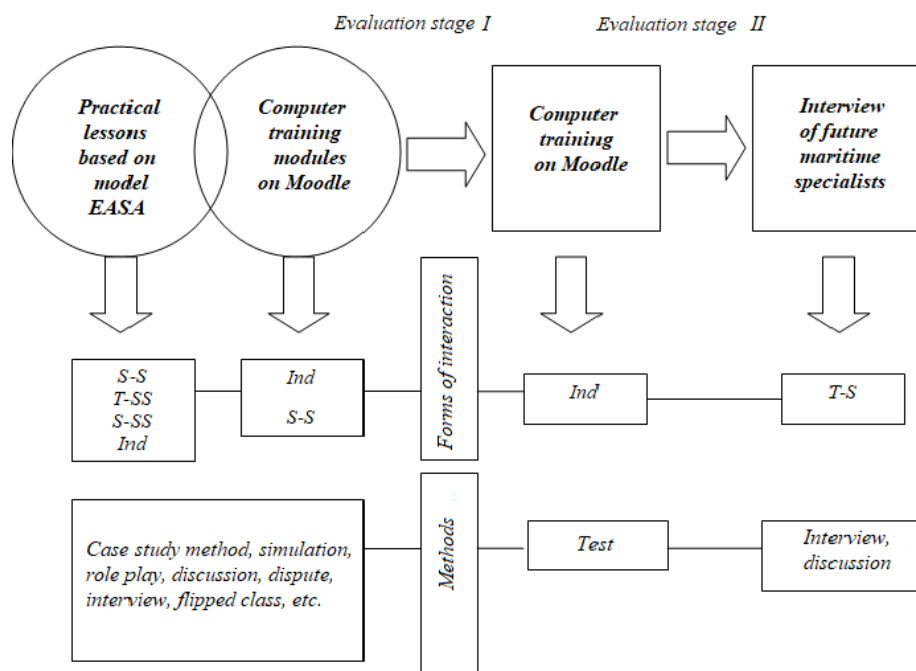 Evaluation stage I
Evaluation stage II
Practical
lessons
based on
model
EASA
Computer
training
modules
on Moodle
Computer
training
on Moodle
Interview
of future
maritime
specialists
S-S
T-SS
S-SS
Ind
Ind
S-S
Forms of interaction
Ind
T-S
Case study method, simulation,
role play, discussion, dispute,
interview, flipped class, etc.
Methods
Test
Interview,
discussion